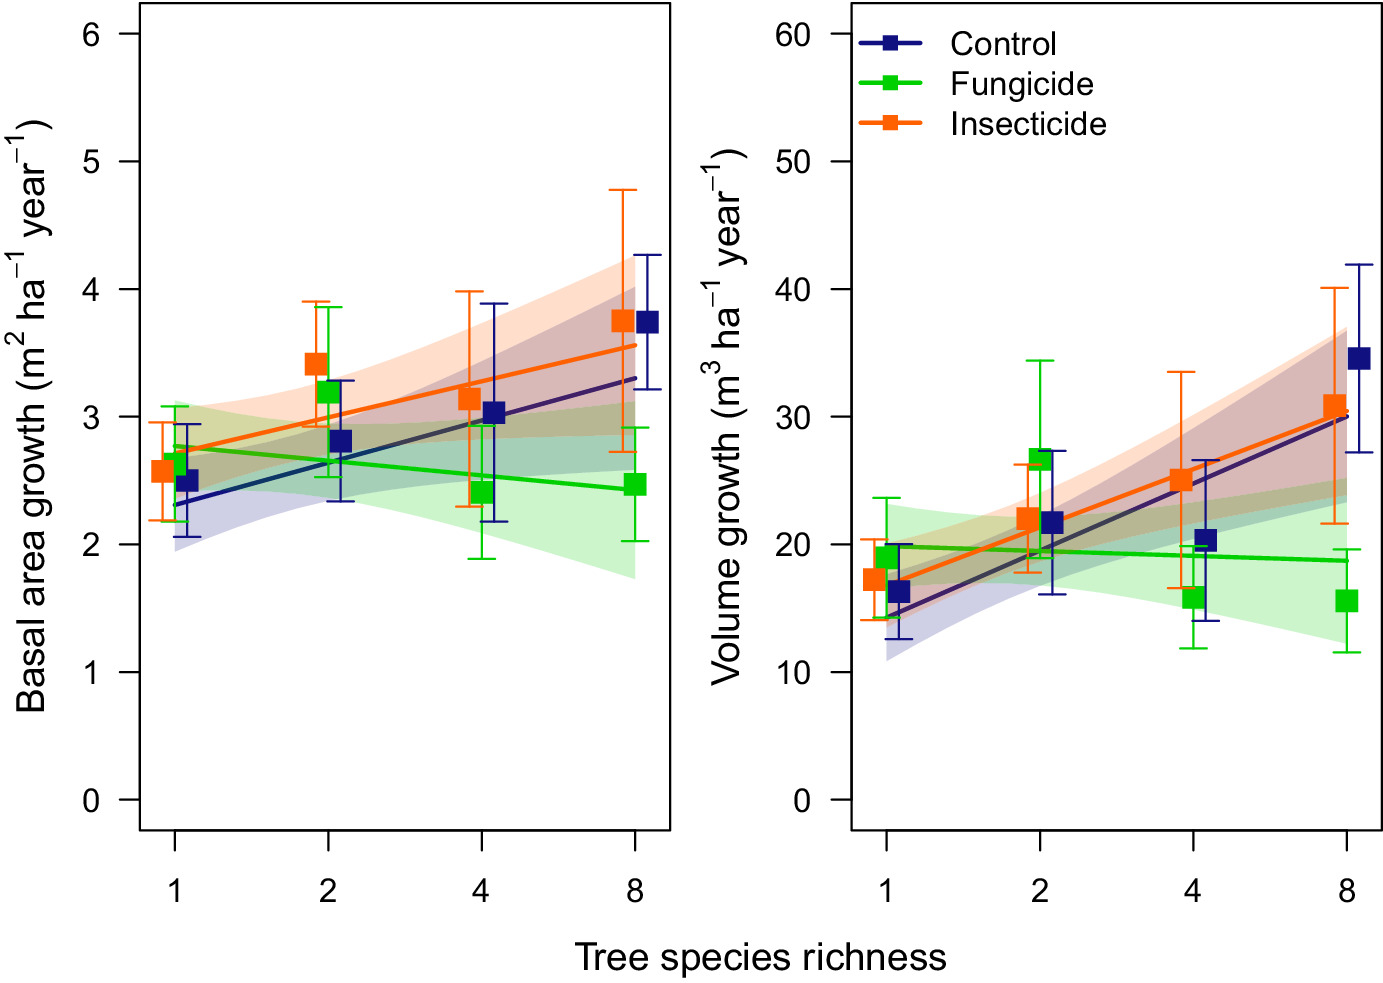 Basal area growth (m² ha⁻¹ year⁻¹)
6
5
4
3
2
1
0
1 2 4 8
Volume growth (m³ ha⁻¹ year⁻¹)
60
50
40
30
20
10
0
1 2 4 8
Control
Fungicide
Insecticide
Tree species richness